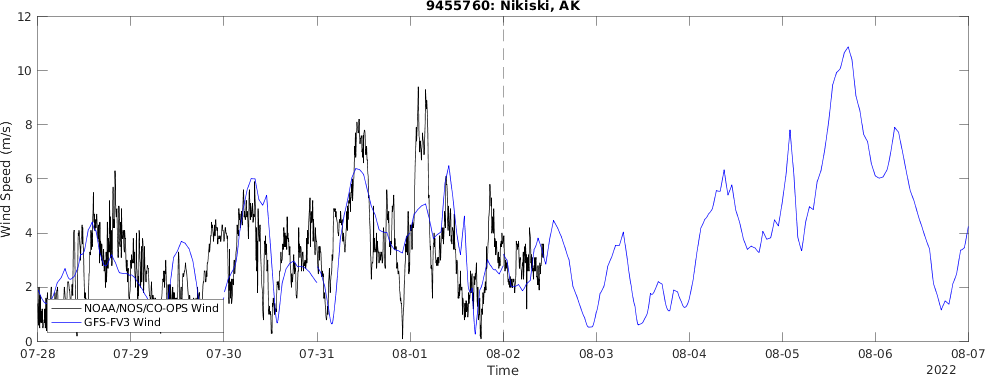 9455760: Nikiski, AK
Wind Speed (m/s)
12
10
8
6
4
2
0
NOAA/NOS/CO-OPS Wind
GFS-FV3 Wind
07-28 07-29 07-30 07-31 08-01 08-02 08-03 08-04 08-05 08-06 08-07
Time
2022